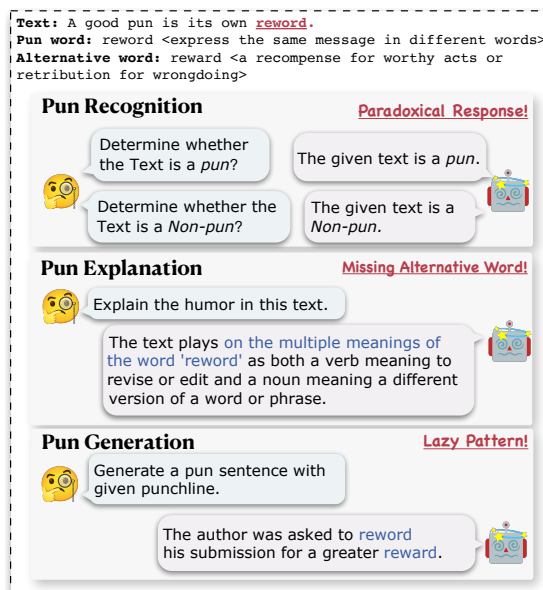 Text: A good pun is its own reword.
Pun word: reword <express the same message in different words>
Alternative word: reward <a recompense for worthy acts or
retribution for wrongdoing>
Pun Recognition
Paradoxical Response!
Determine whether
the Text is a pun?
The given text is a pun.
Determine whether the
Text is a Non-pun?
The given text is a
Non-pun.
Pun Explanation
Missing Alternative Word!
Explain the humor in this text.
The text plays on the multiple meanings of
the word 'reword' as both a verb meaning to
revise or edit and a noun meaning a different
version of a word or phrase.
Pun Generation
Lazy Pattern!
Generate a pun sentence with
given punchline.
The author was asked to reword
his submission for a greater reward.